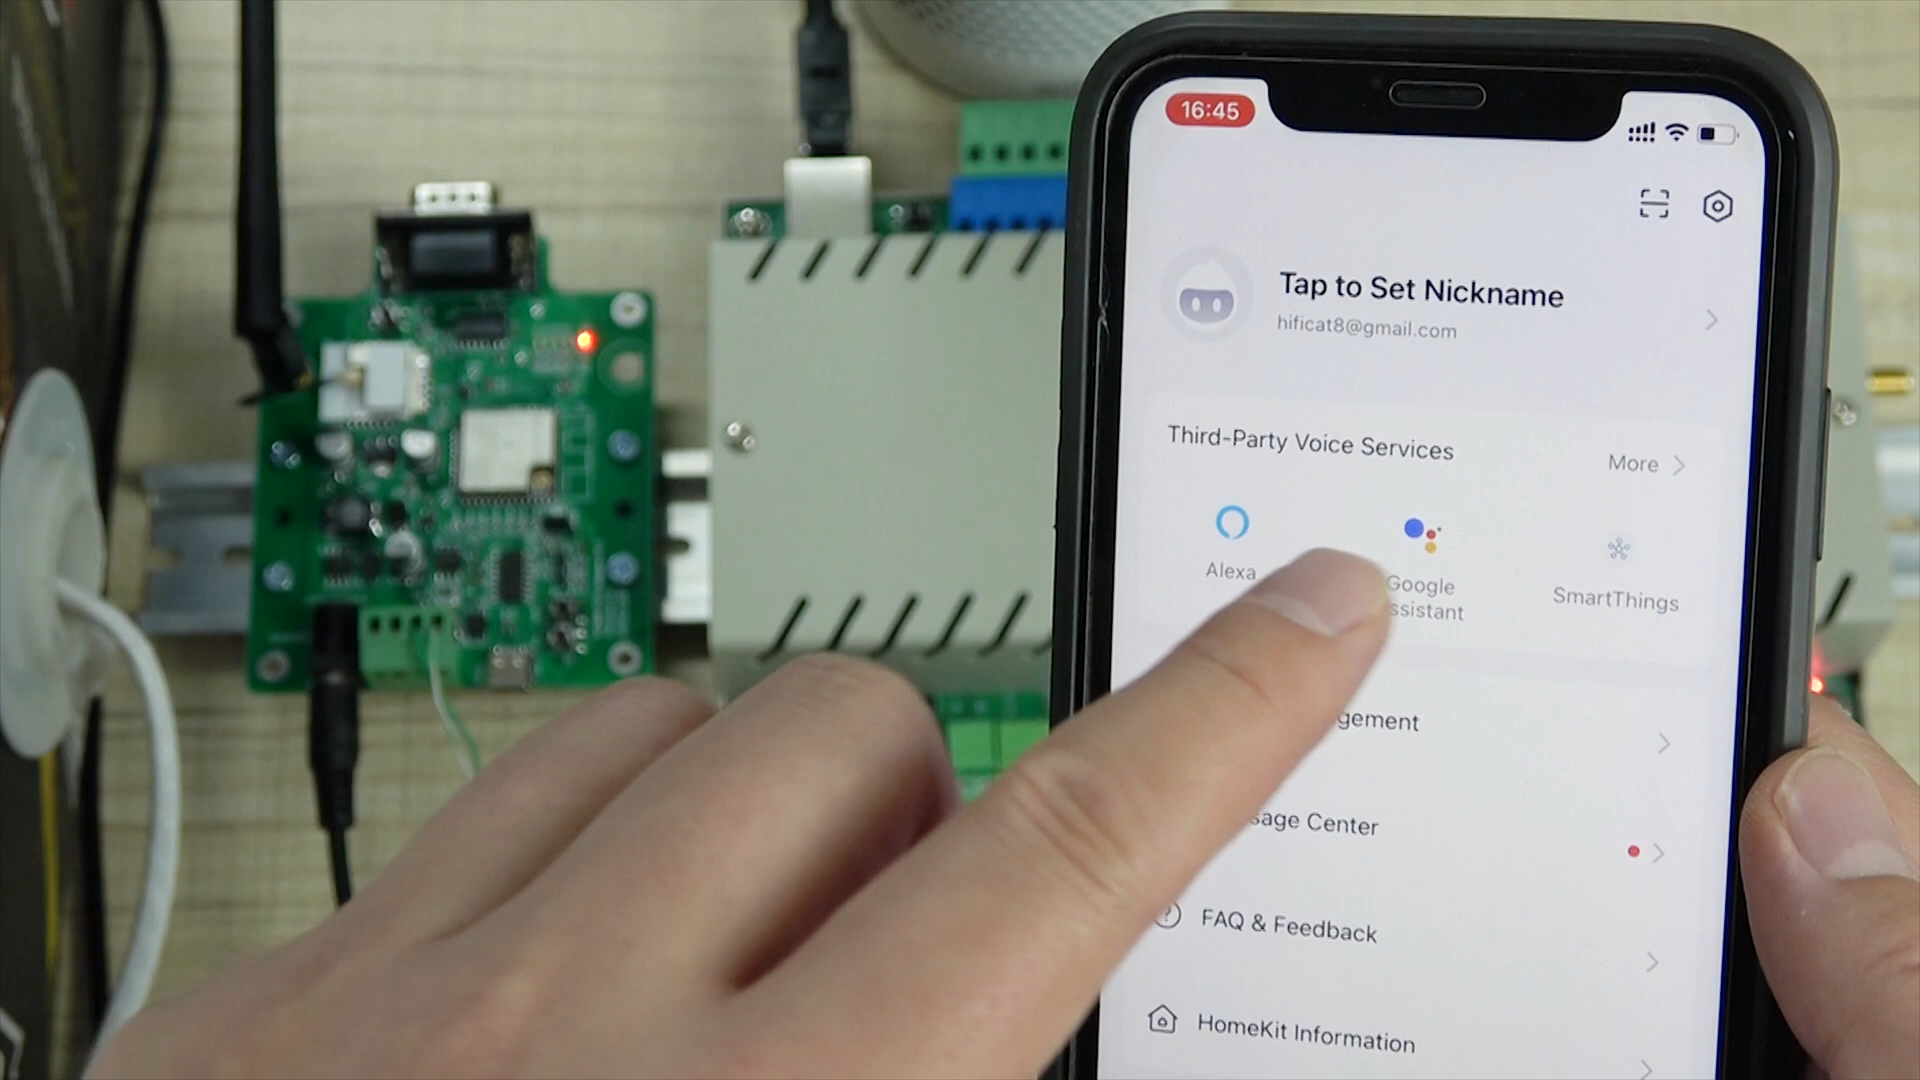 16:45
Tap to Set Nickname
hificat8@gmail.com
Third-Party Voice Services
More
Alexa
Google
ssistant
SmartThings
gement
sage Center
FAQ & Feedback
HomeKit Information